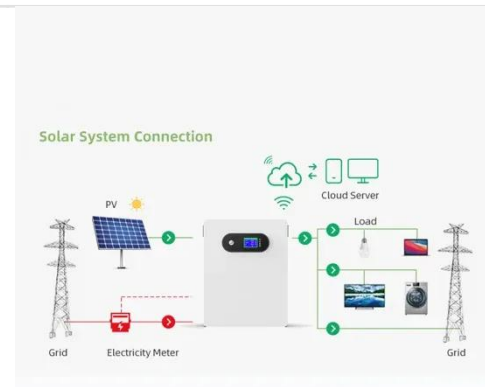 Solar System Connection
Cloud Server
PV
Load
Grid
Electricity Meter
Grid